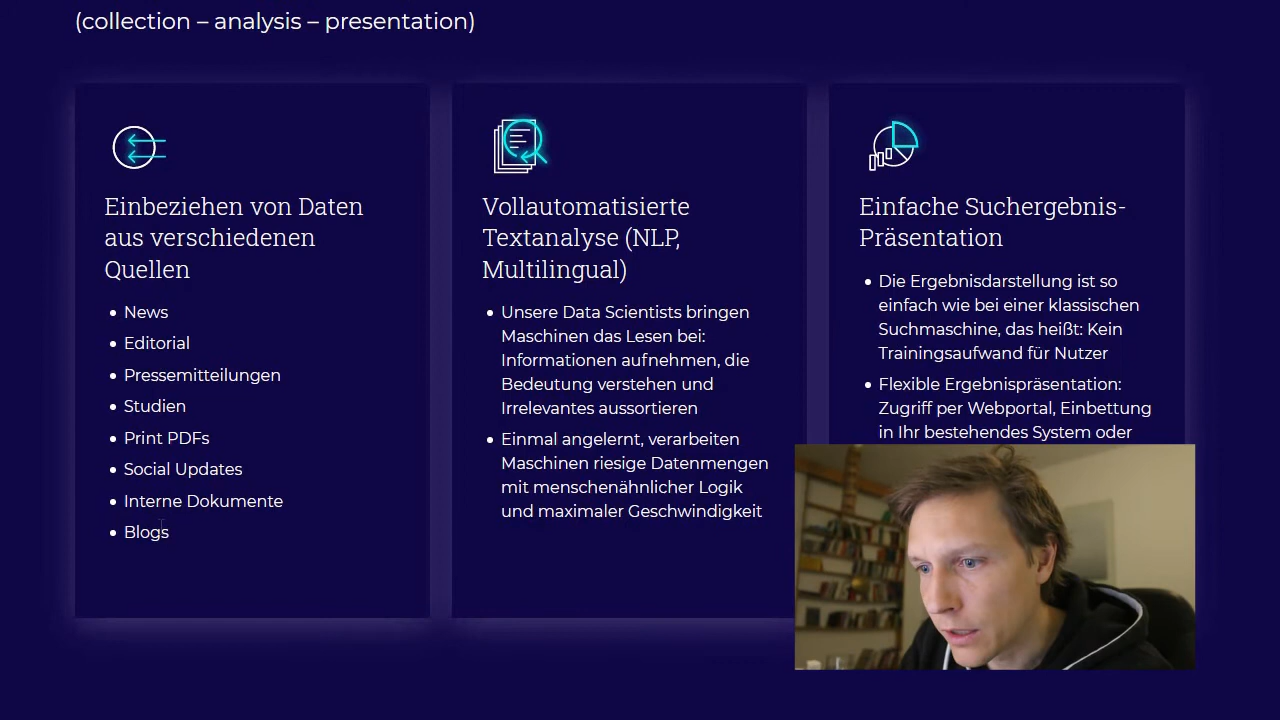 (collection – analysis – presentation)
Einbeziehen von Daten
aus verschiedenen
Quellen
• News
• Editorial
• Pressemitteilungen
• Studien
• Print PDFs
• Social Updates
• Interne Dokumente
• Blogs
Vollautomatisierte
Textanalyse (NLP,
Multilingual)
• Unsere Data Scientists bringen
Maschinen das Lesen bei:
Informationen aufnehmen, die
Bedeutung verstehen und
Irrelevantes aussortieren
• Einmal angelernt, verarbeiten
Maschinen riesige Datenmengen
mit menschenähnlicher Logik
und maximaler Geschwindigkeit
Einfache Suchergebnis-
Präsentation
• Die Ergebnisdarstellung ist so
einfach wie bei einer klassischen
Suchmaschine, das heißt: Kein
Trainingsaufwand für Nutzer
• Flexible Ergebnispräsentation:
Zugriff per Webportal, Einbettung
in Ihr bestehendes System oder